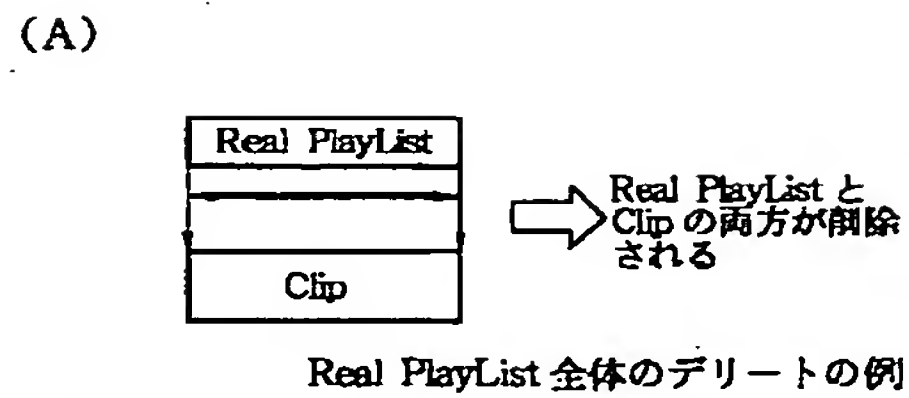 (A)
Real PlayList
Real PlayList と
Clip の両方が削除
される
Clip
Real PlayList 全体のデリートの例